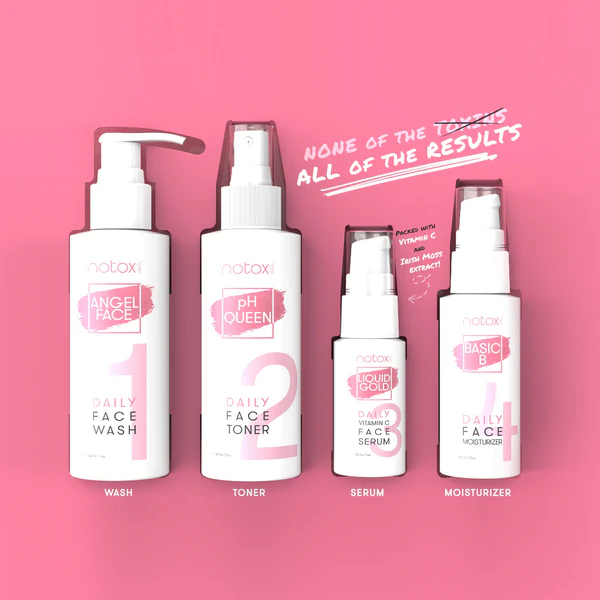 NONE OF THE TOXINS
ALL OF THE RESULTS
PACKED WITH
VITAMIN C
AND
IRISH MOSS
EXTRACT!
notox
ANGEL
FACE
1
DAILY
FACE
WASH
notox
pH
QUEEN
2
DAILY
FACE
TONER
notox
LIQUID
GOLD
3
DAILY
VITAMIN C
FACE
SERUM
notox
BASIC
B
4
DAILY
FACE
MOISTURIZER
WASH
TONER
SERUM
MOISTURIZER